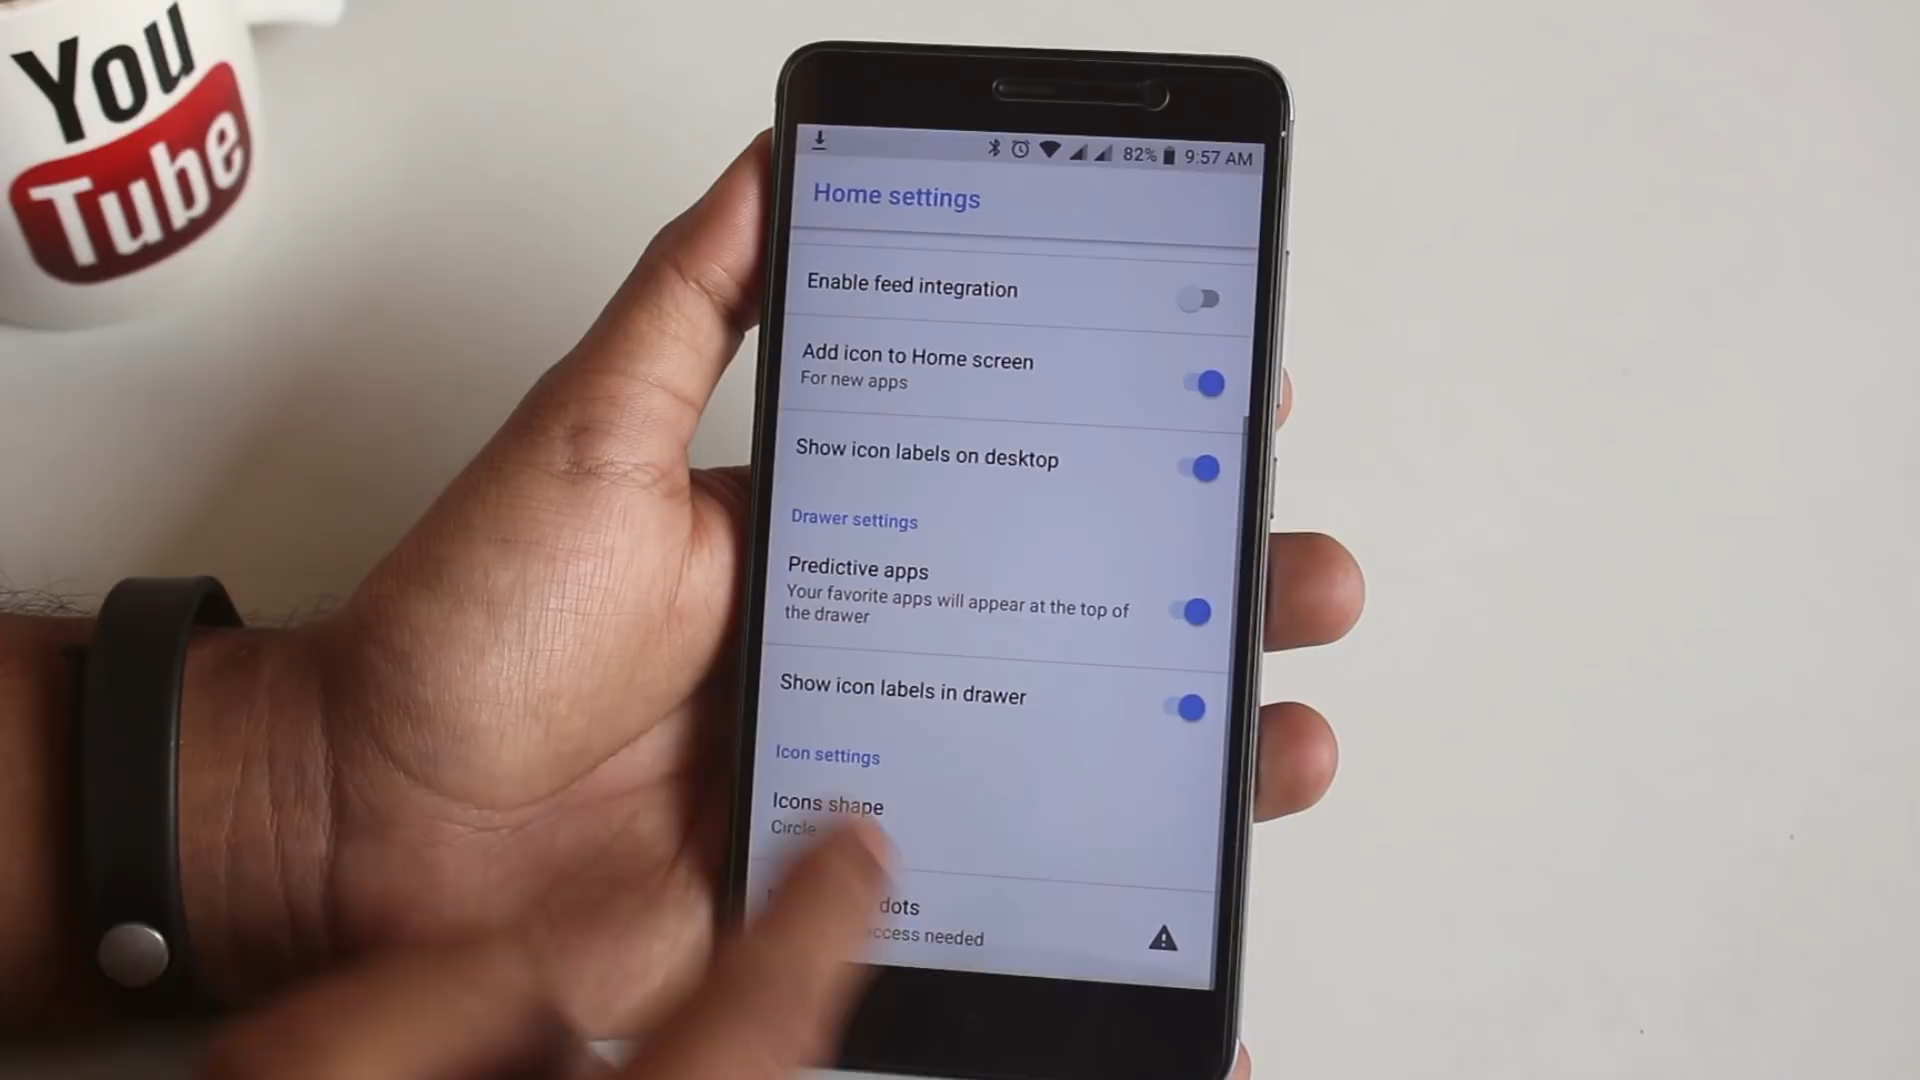 You
Tube
82% 9:57 AM
Home settings
Enable feed integration
Add icon to Home screen
For new apps
Show icon labels on desktop
Drawer settings
Predictive apps
Your favorite apps will appear at the top of
the drawer
Show icon labels in drawer
Icon settings
Icons shape
Circle
dots
needed